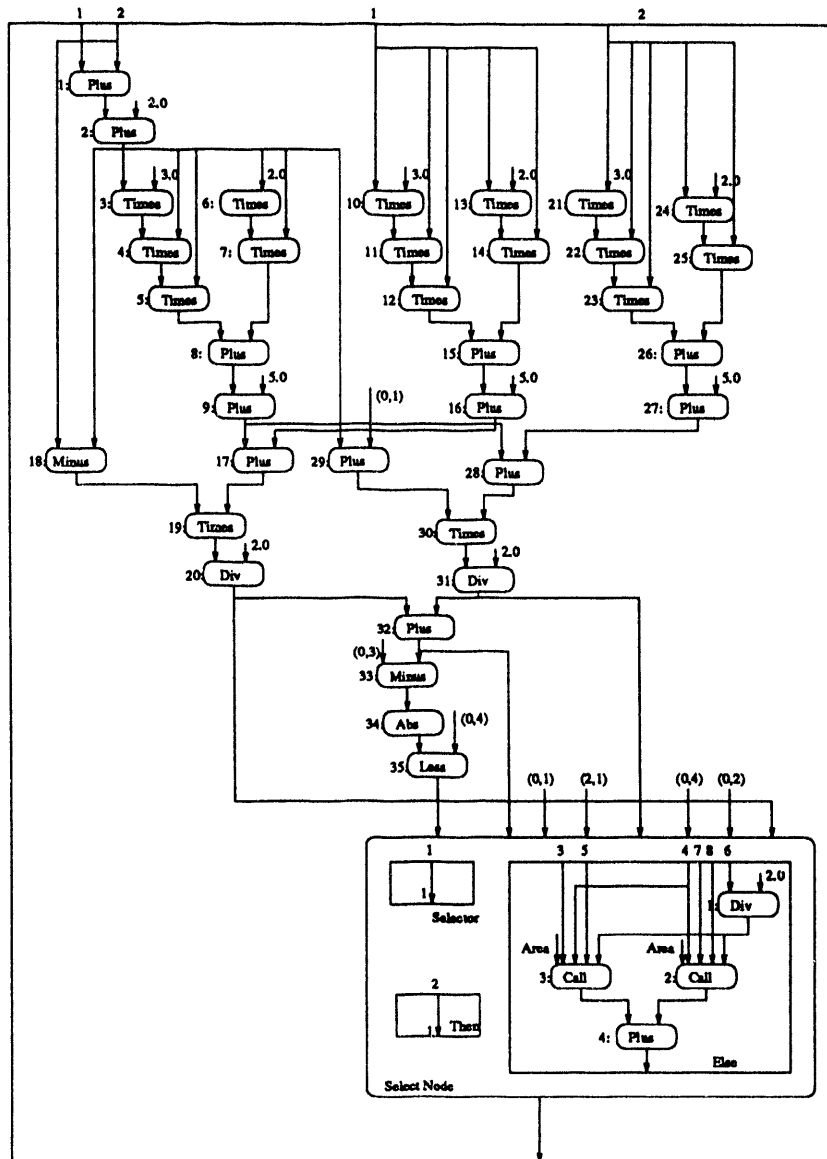 1 2 1 2
1: Plus
2.0
2: Plus
3.0 2.0 3.0 2.0 3.0 2.0
3: Times 6: Times 10: Times 13: Times 21: Times 24: Times
4: Times 7: Times 11: Times 14: Times 22: Times 25: Times
5: Times 12: Times 23: Times
8: Plus 15: Plus 26: Plus
5.0 (0,1) 5.0 5.0
9: Plus 16: Plus 27: Plus
18: Minus 17: Plus 29: Plus 28: Plus
19: Times 30: Times
2.0 2.0
20: Div 31: Div
32: Plus
(0,3)
33: Minus
34: Abs (0,4)
35: Less
(0,1) (2,1) (0,4) (0,2)
1 3 5 4 7 8 6
1 2.0
Selector 1: Div
Area Area
3: Call 2: Call
2
1 Then
4: Plus
Else
Select Node